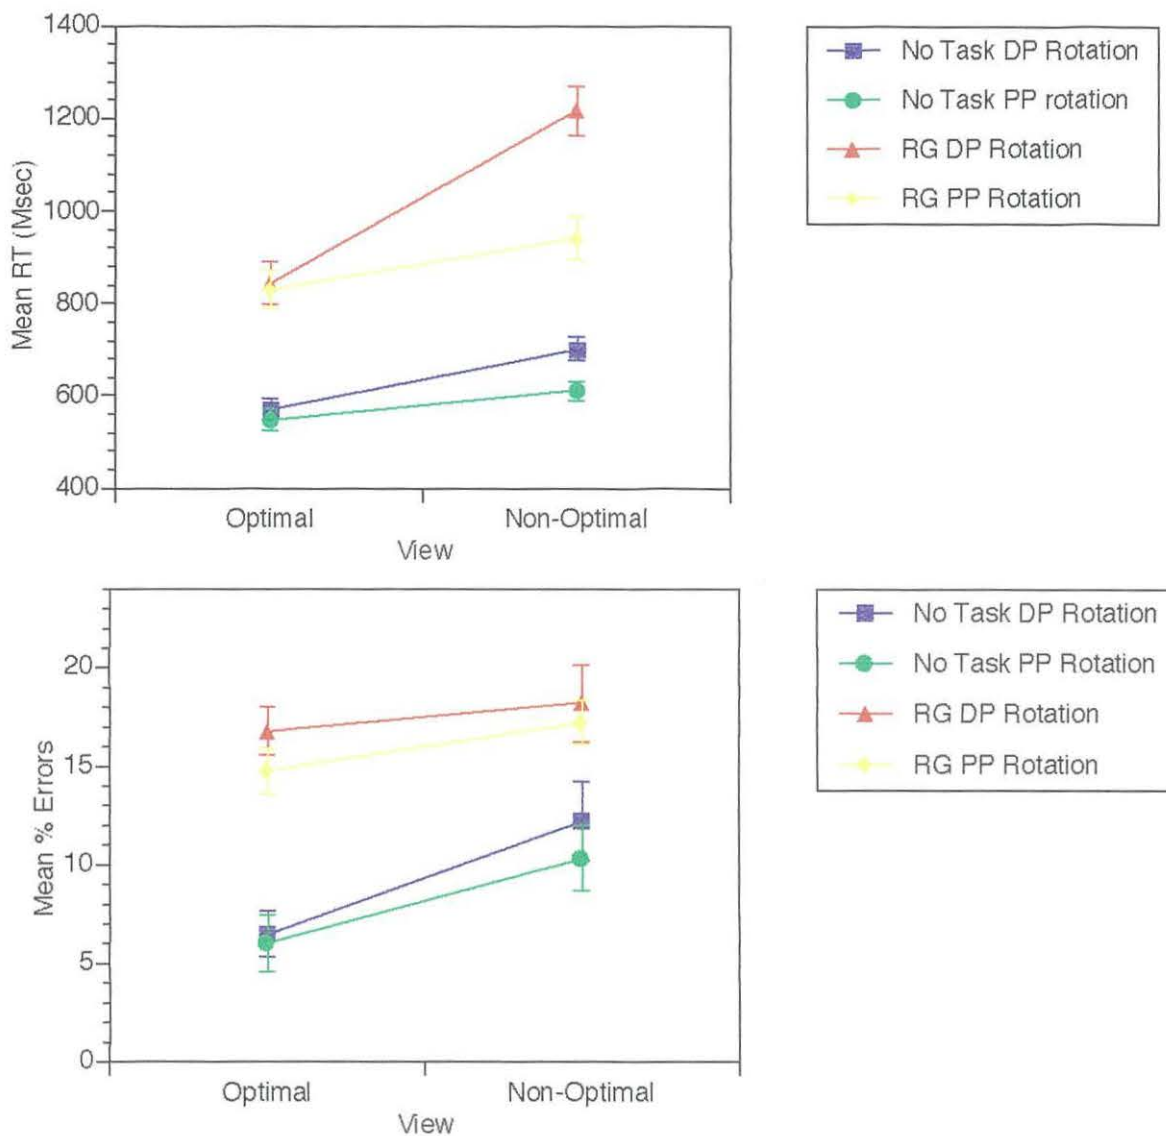 1400
1200
1000
800
600
400
Mean RT (Msec)
Optimal
Non-Optimal
View
No Task DP Rotation
No Task PP rotation
RG DP Rotation
RG PP Rotation
20
15
10
5
0
Mean % Errors
Optimal
Non-Optimal
View
No Task DP Rotation
No Task PP Rotation
RG DP Rotation
RG PP Rotation